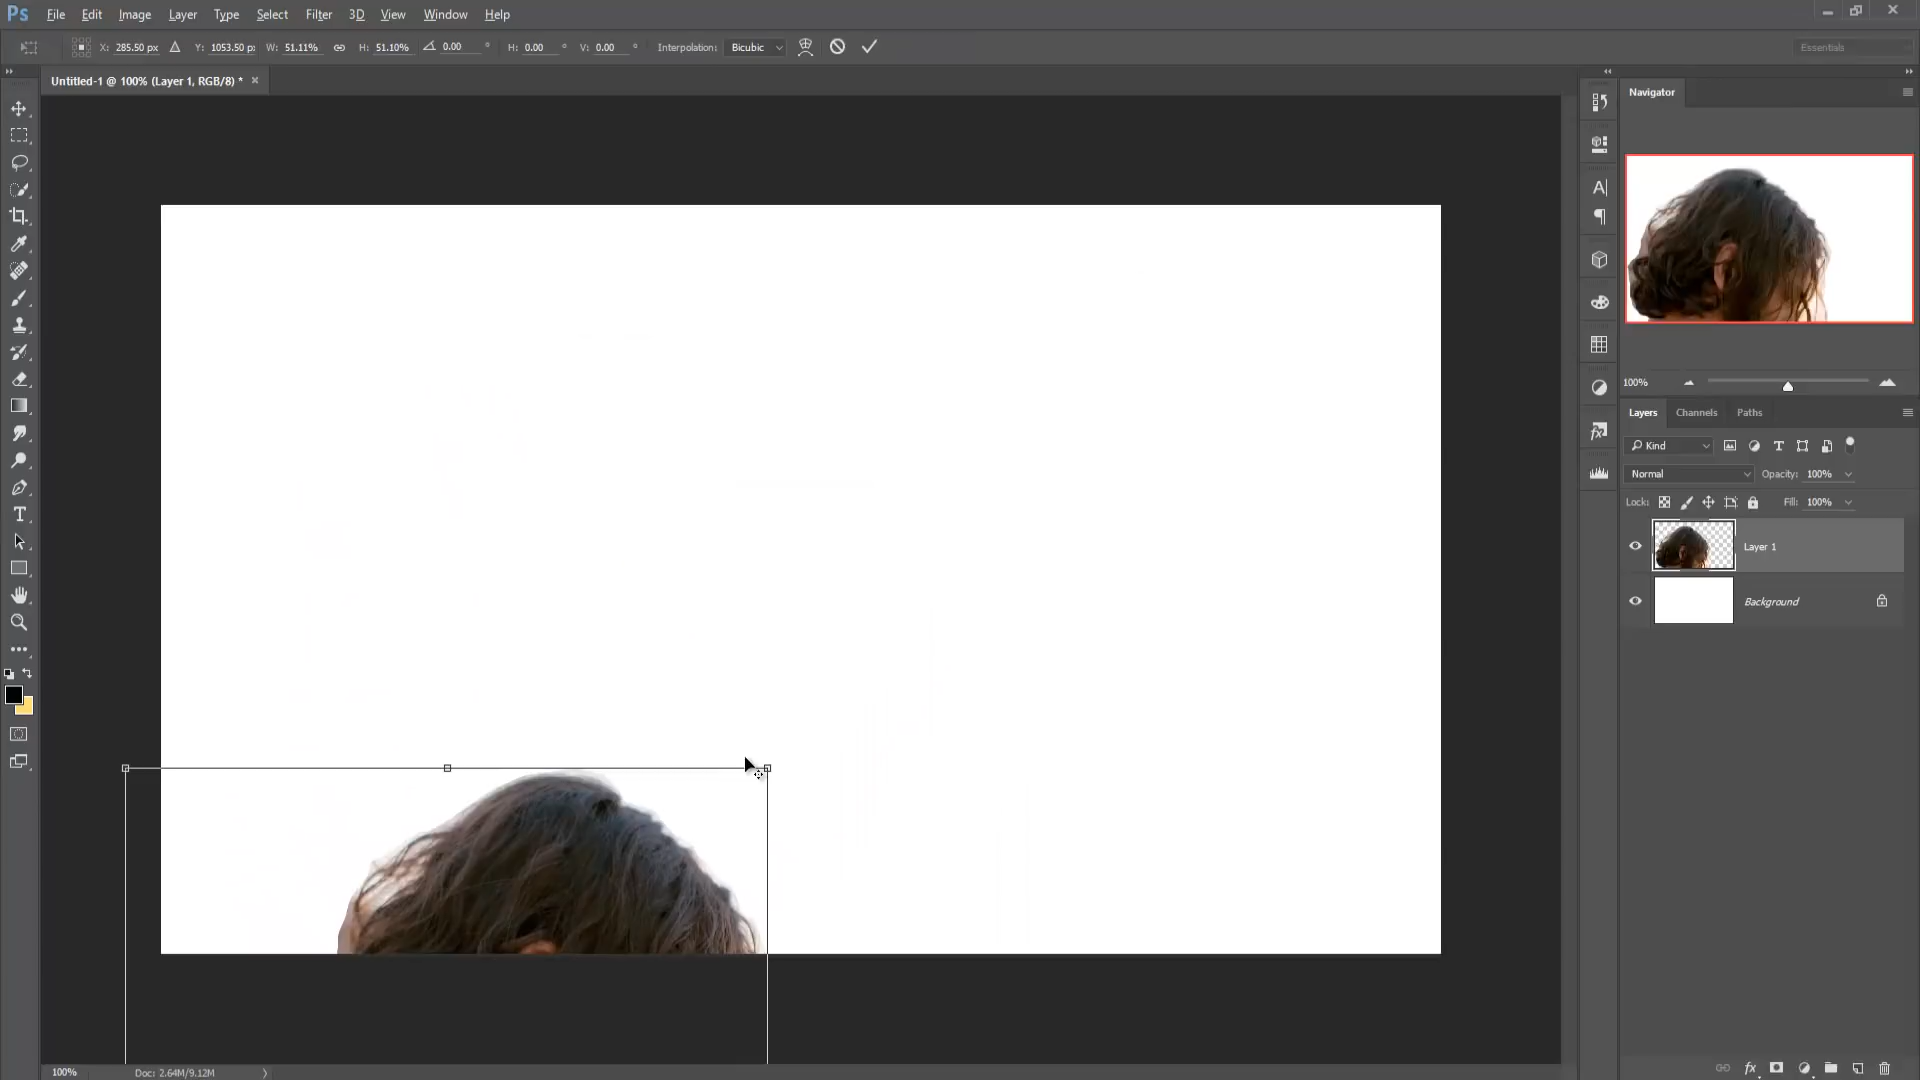 Ps File Edit Image Layer Type Select Filter 3D View Window Help
X: 285.50 px Y: 1053.50 p: W: 51.11% H: 51.10% 0.00 ° H: 0.00 ° V: 0.00 ° Interpolation: Bicubic Essentials
Untitled-1 @ 100% (Layer 1, RGB/8) * ×
Navigator
100%
Layers Channels Paths
Kind
Normal Opacity: 100%
Lock: Fill: 100%
Layer 1
Background
100% Doc: 2.64M/9.12M